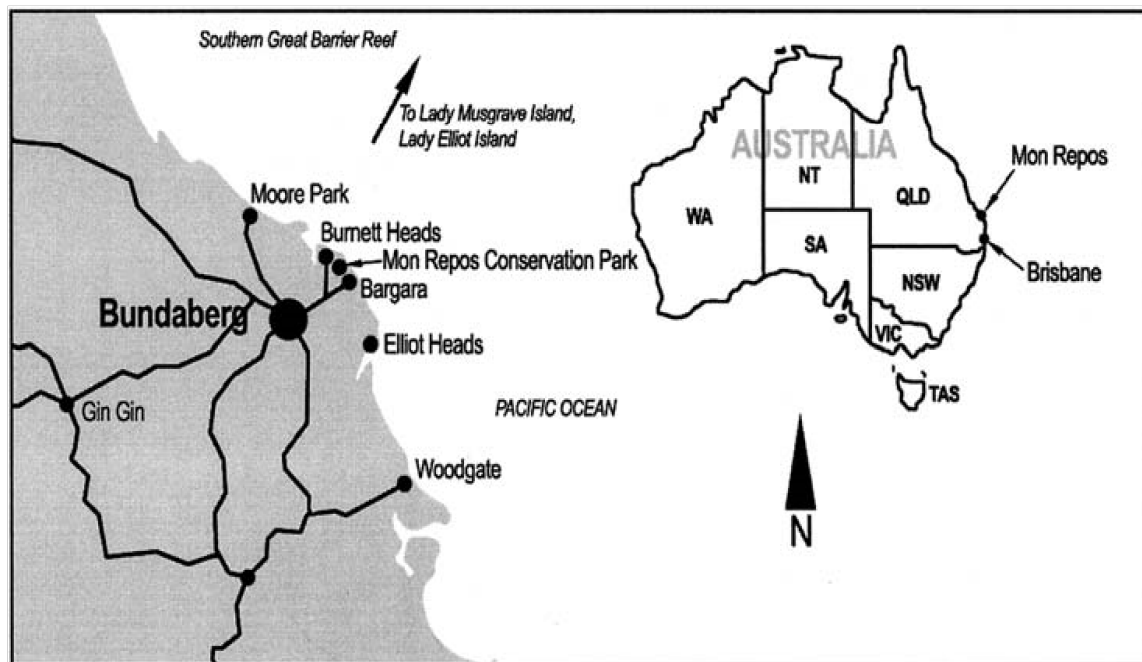 Southern Great Barrier Reef
To Lady Musgrave Island,
Lady Elliot Island
Moore Park
Burnett Heads
Mon Repos Conservation Park
Bargara
Bundaberg
Elliot Heads
Gin Gin
PACIFIC OCEAN
Woodgate
AUSTRALIA
NT
WA
QLD
SA
NSW
VIC
TAS
Mon Repos
Brisbane
N